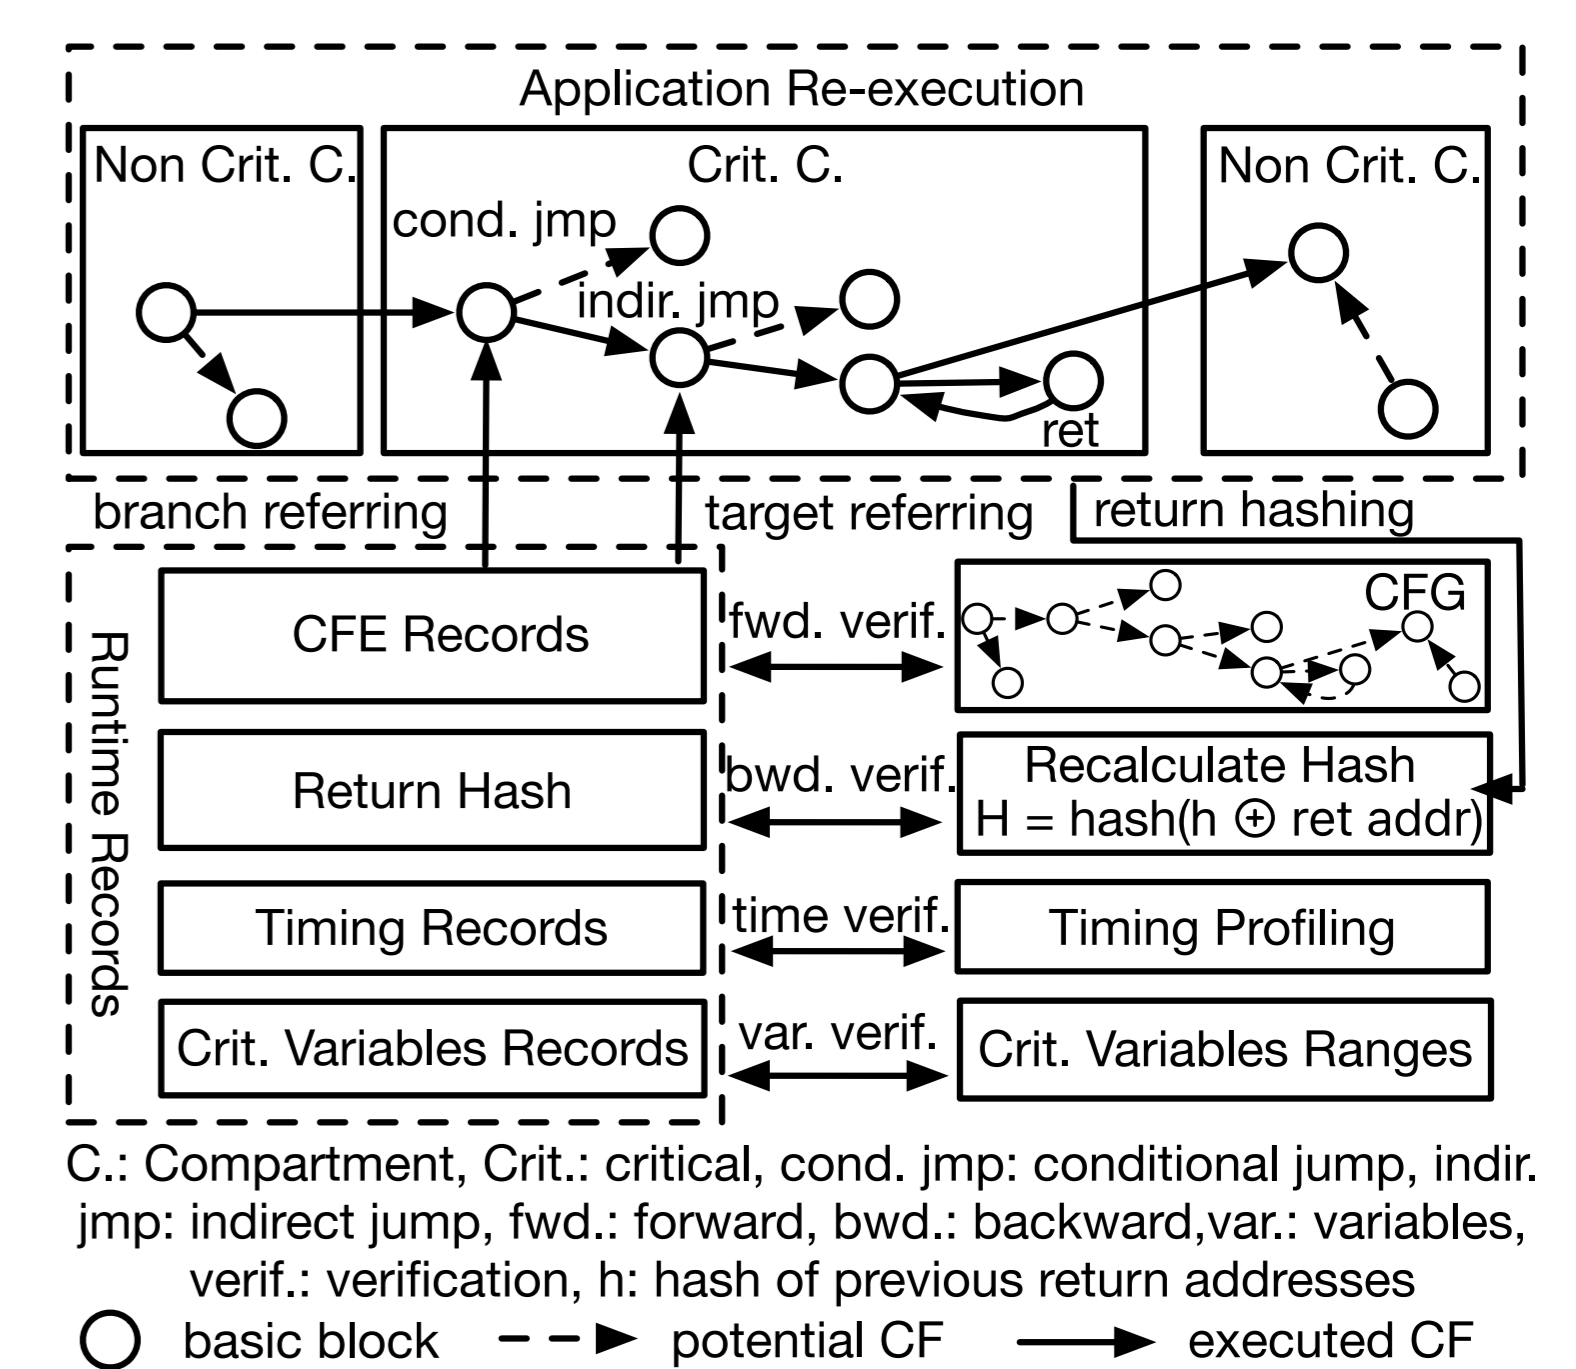 Application Re-execution
Non Crit. C.
Crit. C.
Non Crit. C.
cond. jmp
indir. jmp
ret
branch referring
target referring
return hashing
Runtime Records
CFE Records
fwd. verif.
CFG
Return Hash
bwd. verif.
Recalculate Hash
H = hash(h ⊕ ret addr)
Timing Records
time verif.
Timing Profiling
Crit. Variables Records
var. verif.
Crit. Variables Ranges
C.: Compartment, Crit.: critical, cond. jmp: conditional jump, indir.
jmp: indirect jump, fwd.: forward, bwd.: backward,var.: variables,
verif.: verification, h: hash of previous return addresses
basic block
potential CF
executed CF